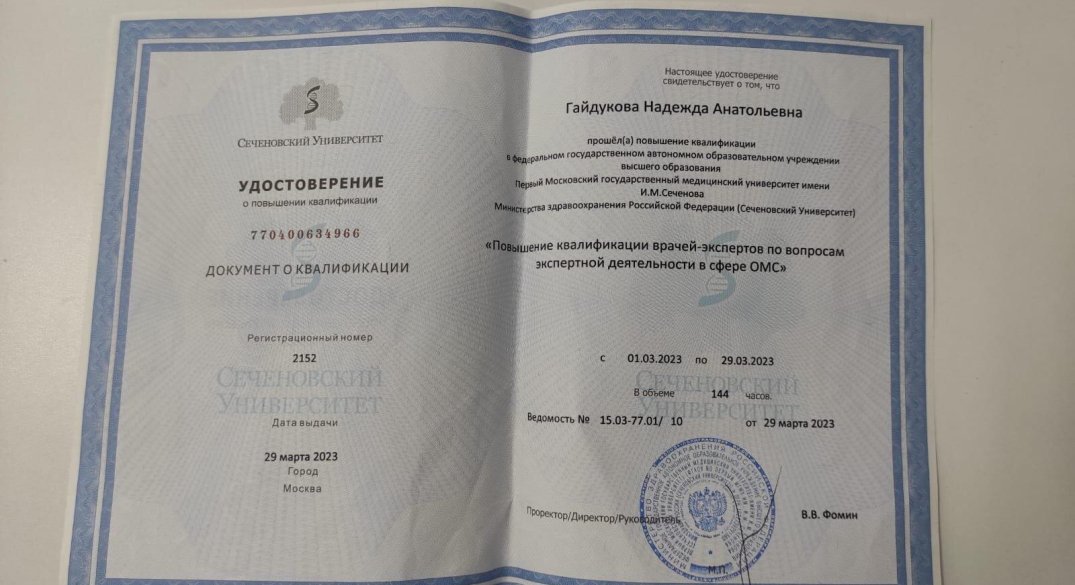 Сеченовский Университет
УДОСТОВЕРЕНИЕ
о повышении квалификации
770400634966
ДОКУМЕНТ О КВАЛИФИКАЦИИ
Регистрационный номер
2152
Сеченовский
Университет
Дата выдачи
29 марта 2023
Город
Москва
Настоящее удостоверение
свидетельствует о том, что
Гайдукова Надежда Анатольевна
прошёл(а) повышение квалификации
в федеральном государственном автономном образовательном учреждении
высшего образования
Первый Московский государственный медицинский университет имени
И.М.Сеченова
Министерства здравоохранения Российской Федерации (Сеченовский Университет)
«Повышение квалификации врачей-экспертов по вопросам
экспертной деятельности в сфере ОМС»
с 01.03.2023 по 29.03.2023
Сеченовский
Университет
В объеме 144 часов.
Ведомость № 15.03-77.01/ 10 от 29 марта 2023
Проректор/Директор/Руководитель
В.В. Фомин
М.П.